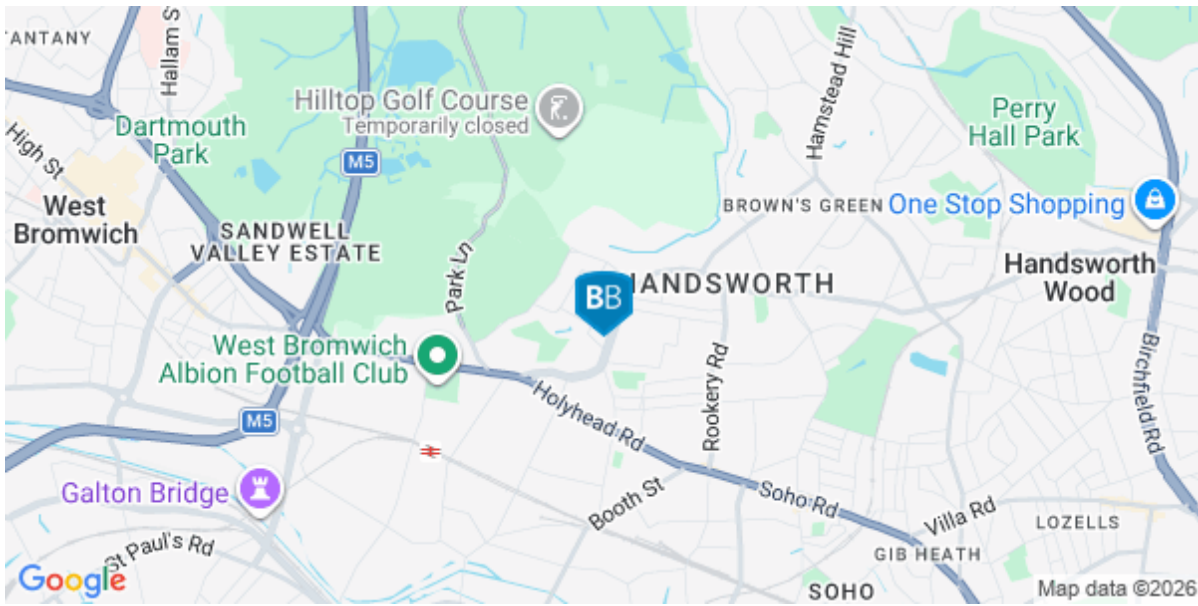 TANTANY
Hallam S
High St
Dartmouth
Park
West
Bromwich
M5
SANDWELL
VALLEY ESTATE
Hilltop Golf Course
Temporarily closed
Park Ln
Hamstead Hill
Perry
Hall Park
BROWN'S GREEN
One Stop Shopping
BB
HANDSWORTH
Handsworth
Wood
West Bromwich
Albion Football Club
Birchfield Rd
M5
Holyhead Rd
Rookery Rd
Galton Bridge
Booth St
Soho Rd
Villa Rd
LOZELLS
GIB HEATH
St Paul's Rd
SOHO
Google
Map data ©2026